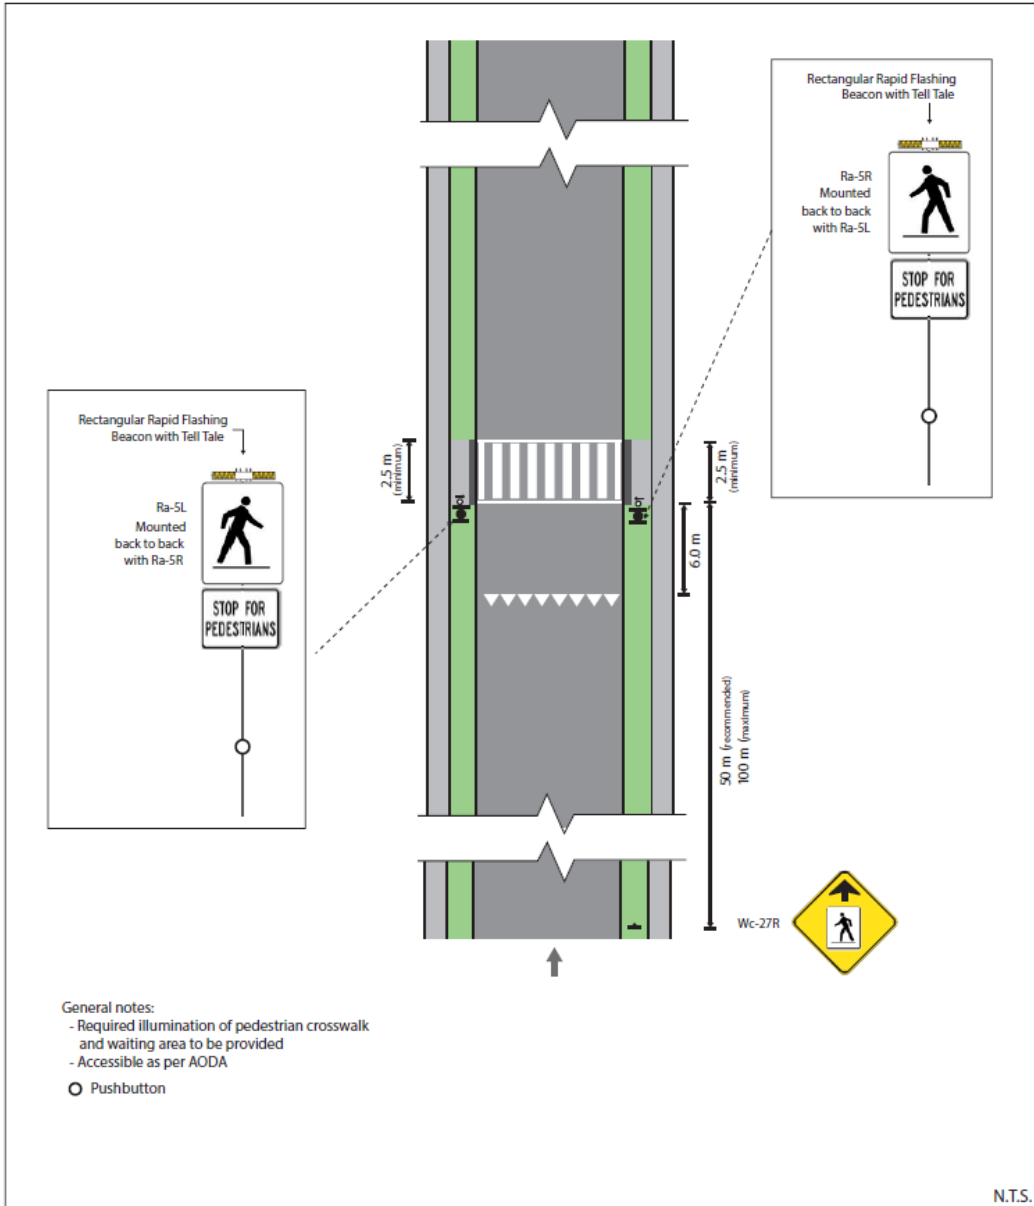 Rectangular Rapid Flashing
Beacon with Tell Tale
Ra-5R
Mounted
back to back
with Ra-5L
STOP FOR
PEDESTRIANS
Rectangular Rapid Flashing
Beacon with Tell Tale
Ra-5L
Mounted
back to back
with Ra-5R
STOP FOR
PEDESTRIANS
2.5 m
(minimum)
2.5 m
(minimum)
6.0 m
50 m (recommended)
100 m (maximum)
Wc-27R
General notes:
- Required illumination of pedestrian crosswalk
and waiting area to be provided
- Accessible as per AODA
Pushbutton
N.T.S.